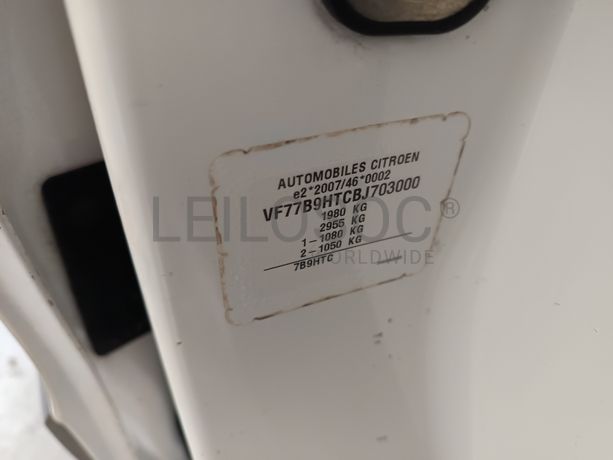 AUTOMOBILES CITROEN
e2*2007/46*0002
VF77B9HTCBJ703000
1980 KG
2955 KG
1-1080 KG
2-1050 KG
7B9HTC
LEILOSOC®
WORLDWIDE